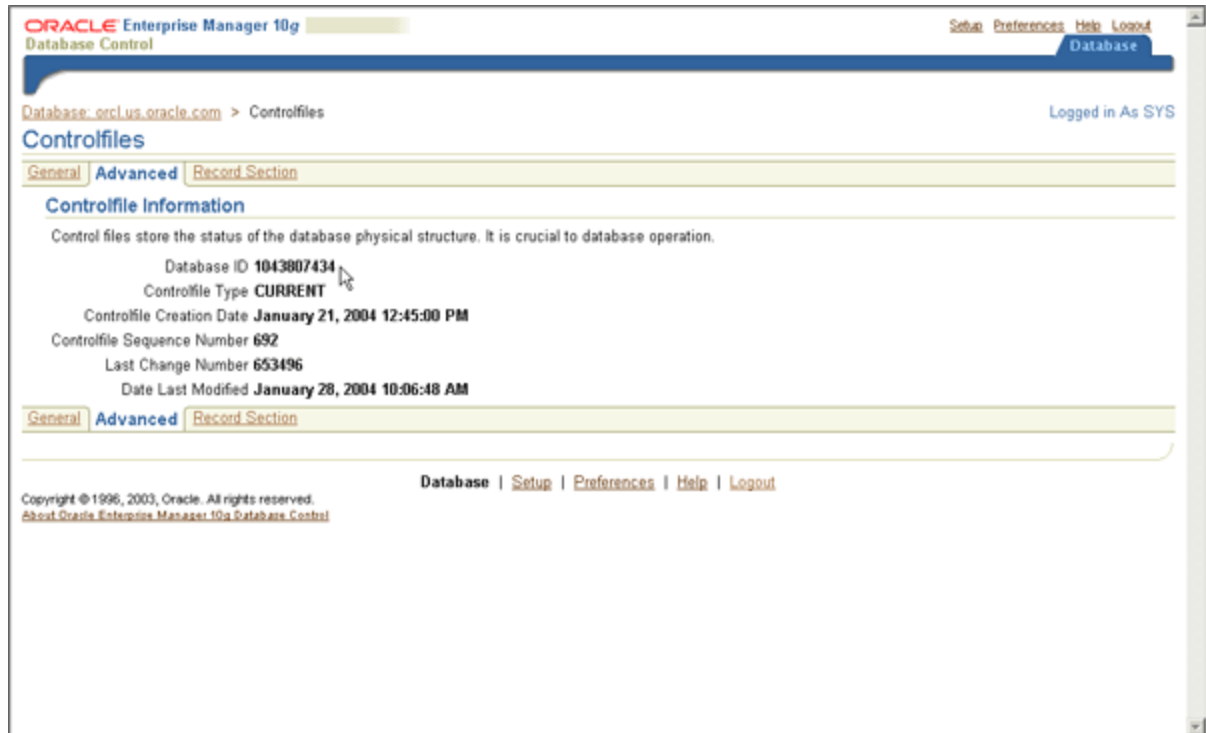 ORACLE Enterprise Manager 10g
Database Control
Setup Preferences Help Logout
Database
Database: orcl.us.oracle.com > Controlfiles
Logged in As SYS
Controlfiles
General Advanced Record Section
Controlfile Information
Control files store the status of the database physical structure. It is crucial to database operation.
Database ID 1043807434
Controlfile Type CURRENT
Controlfile Creation Date January 21, 2004 12:45:00 PM
Controlfile Sequence Number 692
Last Change Number 653496
Date Last Modified January 28, 2004 10:06:48 AM
General Advanced Record Section
Database | Setup | Preferences | Help | Logout
Copyright © 1996, 2003, Oracle. All rights reserved.
About Oracle Enterprise Manager 10g Database Control